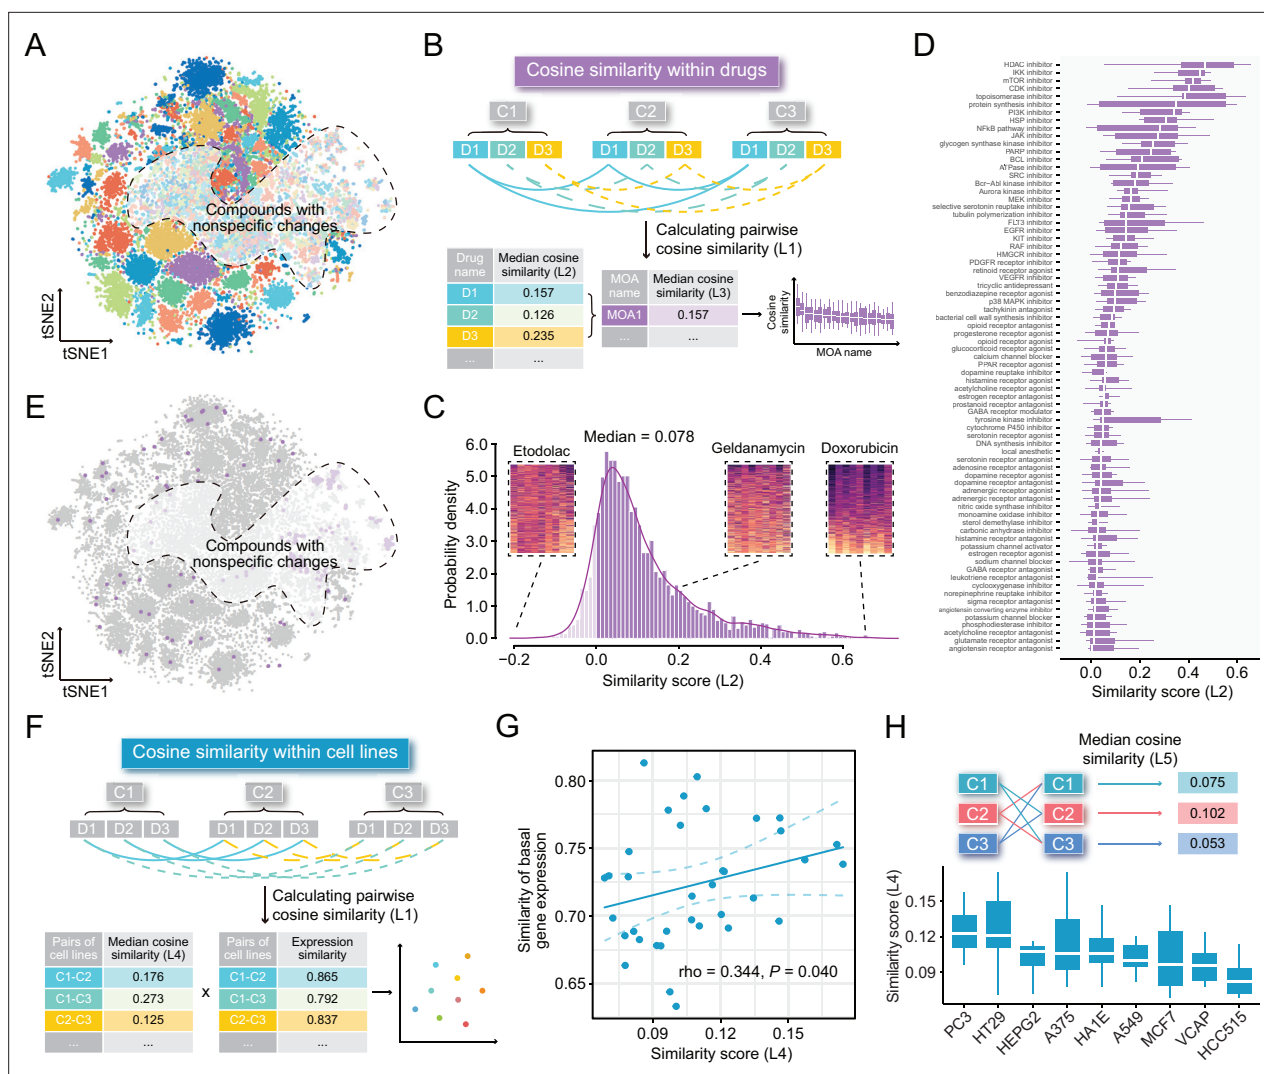 A
Compounds with
nonspecific changes
tSNE2
tSNE1
B
Cosine similarity within drugs
C1
C2
C3
D1
D2
D3
D1
D2
D3
D1
D2
D3
Calculating pairwise
cosine similarity (L1)
Drug
name
Median cosine
similarity (L2)
D1
0.157
D2
0.126
D3
0.235
...
...
MOA
name
Median cosine
similarity (L3)
MOA1
0.157
...
...
Cosine
similarity
MOA name
C
Median = 0.078
Etodolac
Geldanamycin
Doxorubicin
Probability density
6.0
5.0
4.0
3.0
2.0
1.0
0.0
−0.2
0.0
0.2
0.4
0.6
Similarity score (L2)
D
HDAC inhibitor
IKK inhibitor
mTOR inhibitor
CDK inhibitor
topoisomerase inhibitor
protein synthesis inhibitor
PI3K inhibitor
HSP inhibitor
NFkB pathway inhibitor
JAK inhibitor
glycogen synthase kinase inhibitor
PARP inhibitor
BCL inhibitor
ATPase inhibitor
SRC inhibitor
Bcr-Abl kinase inhibitor
Aurora kinase inhibitor
MEK inhibitor
selective serotonin reuptake inhibitor
tubulin polymerization inhibitor
FLT3 inhibitor
EGFR inhibitor
KIT inhibitor
RAF inhibitor
HMGCR inhibitor
PDGFR receptor inhibitor
retinoid receptor agonist
VEGFR inhibitor
tricyclic antidepressant
benzodiazepine receptor agonist
p38 MAPK inhibitor
tachykinin antagonist
bacterial cell wall synthesis inhibitor
opioid receptor antagonist
progesterone receptor agonist
opioid receptor agonist
glucocorticoid receptor agonist
calcium channel blocker
PPAR receptor agonist
dopamine reuptake inhibitor
histamine receptor agonist
acetylcholine receptor agonist
estrogen receptor antagonist
prostanoid receptor agonist
GABA receptor modulator
tyrosine kinase inhibitor
cytochrome P450 inhibitor
serotonin receptor agonist
DNA synthesis inhibitor
local anesthetic
serotonin receptor antagonist
adenosine receptor antagonist
dopamine receptor agonist
dopamine receptor antagonist
adrenergic receptor agonist
adrenergic receptor antagonist
nitric oxide synthase inhibitor
monoamine oxidase inhibitor
sterol demethylase inhibitor
carbonic anhydrase inhibitor
histamine receptor antagonist
potassium channel activator
estrogen receptor agonist
sodium channel blocker
GABA receptor antagonist
leukotriene receptor antagonist
cyclooxygenase inhibitor
norepinephrine reuptake inhibitor
sigma receptor antagonist
angiotensin converting enzyme inhibitor
potassium channel blocker
phosphodiesterase inhibitor
acetylcholine receptor antagonist
glutamate receptor antagonist
angiotensin receptor antagonist
0.0
0.2
0.4
0.6
Similarity score (L2)
E
Compounds with
nonspecific changes
tSNE2
tSNE1
F
Cosine similarity within cell lines
C1
C2
C3
D1
D2
D3
D1
D2
D3
D1
D2
D3
Calculating pairwise
cosine similarity (L1)
Pairs of
cell lines
Median cosine
similarity (L4)
C1-C2
0.176
C1-C3
0.273
C2-C3
0.125
...
...
x
Pairs of
cell lines
Expression
similarity
C1-C2
0.865
C1-C3
0.792
C2-C3
0.837
...
...
G
Similarity of basal
gene expression
0.80
0.75
0.70
0.65
rho = 0.344, P = 0.040
0.09
0.12
0.15
Similarity score (L4)
H
Median cosine
similarity (L5)
C1
C1
0.075
C2
C2
0.102
C3
C3
0.053
Similarity score (L4)
0.15
0.12
0.09
PC3
HT29
HEPG2
A375
HA1E
A549
MCF7
VCAP
HCC515